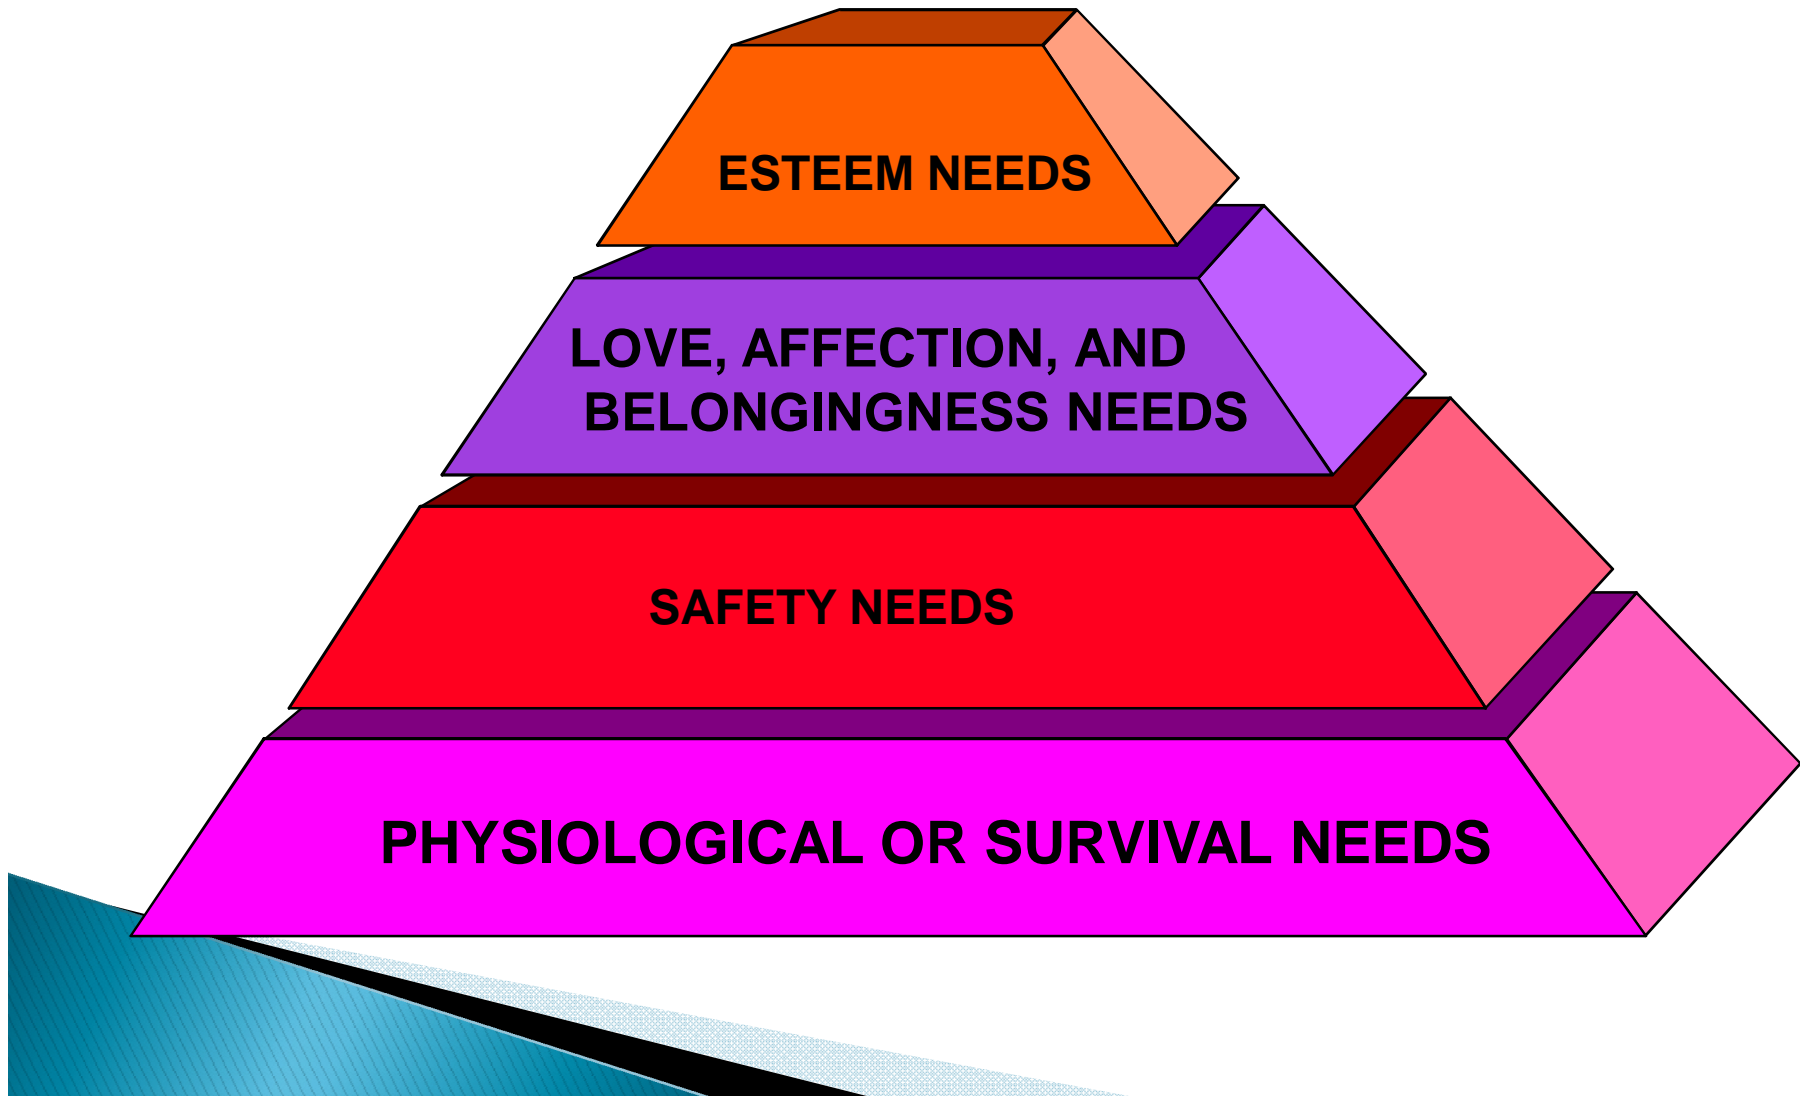 ESTEEM NEEDS
LOVE, AFFECTION, AND
BELONGINGNESS NEEDS
SAFETY NEEDS
PHYSIOLOGICAL OR SURVIVAL NEEDS